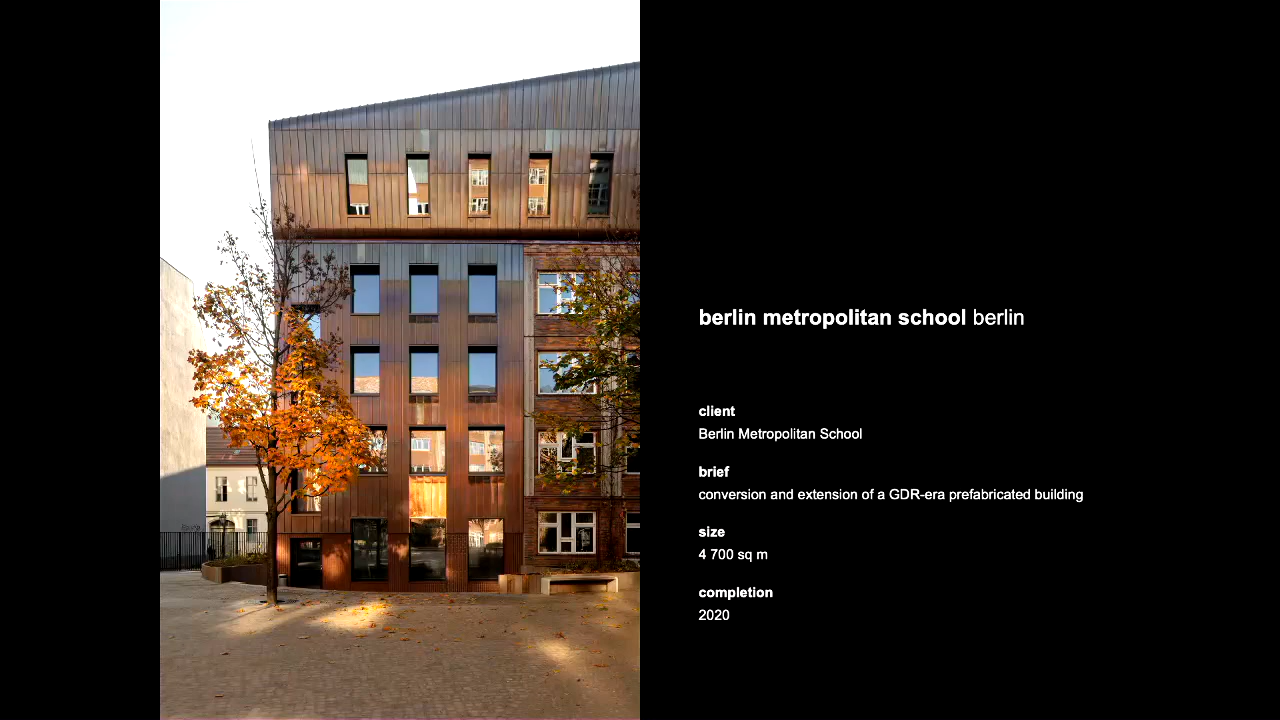 berlin metropolitan school berlin
client
Berlin Metropolitan School
brief
conversion and extension of a GDR-era prefabricated building
size
4 700 sq m
completion
2020